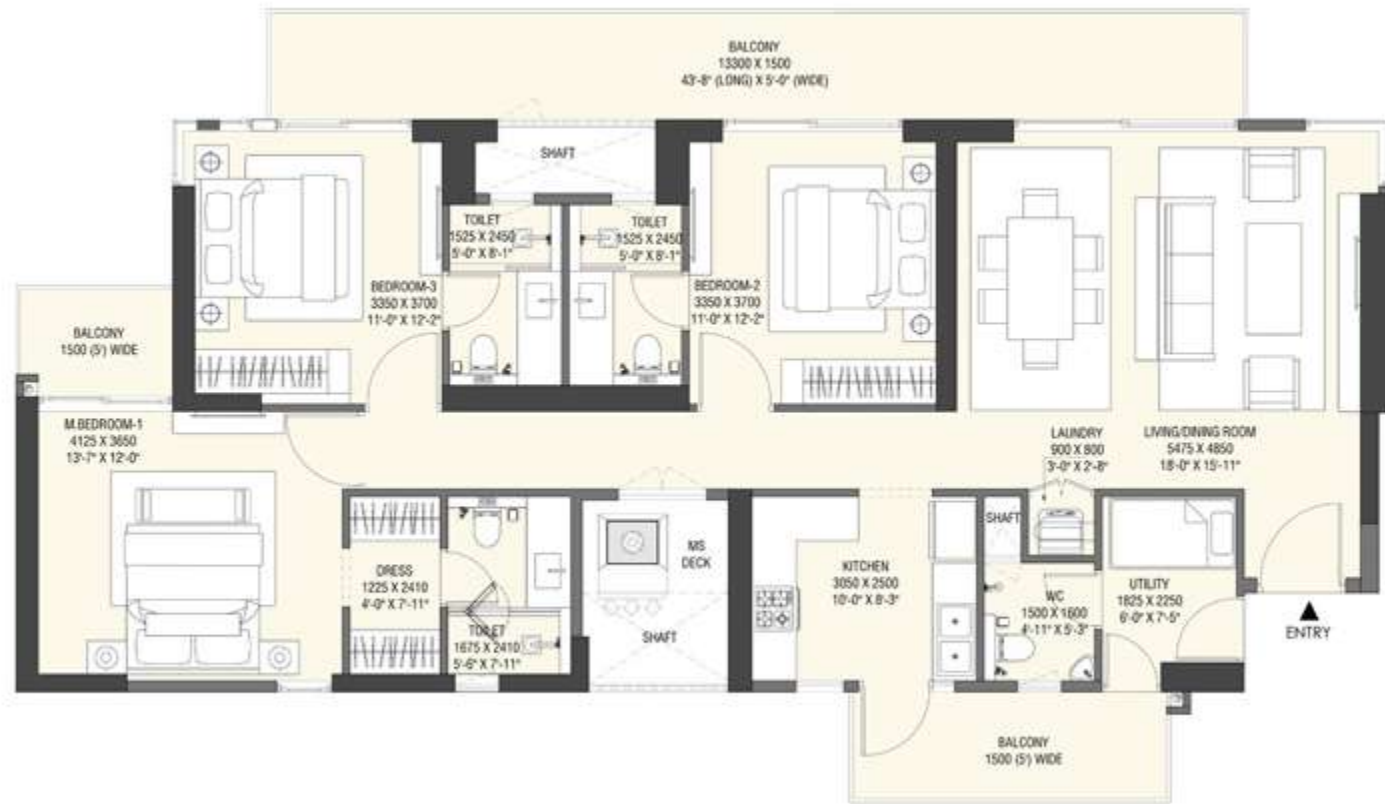 BALCONY
13300 X 1500
43'-8" (LONG) X 5'-0" (WIDE)
SHAFT
TOILET
1525 X 2450
5'-0" X 8'-1"
TOILET
1525 X 2450
5'-0" X 8'-1"
BEDROOM-3
3350 X 3700
11'-0" X 12'-2"
BEDROOM-2
3350 X 3700
11'-0" X 12'-2"
BALCONY
1500 (5') WIDE
M.BEDROOM-1
4125 X 3650
13'-7" X 12'-0"
LAUNDRY
900 X 800
3'-0" X 2'-8"
LIVING/DINING ROOM
5475 X 4850
18'-0" X 15'-11"
DRESS
1225 X 2410
4'-0" X 7'-11"
TOILET
1675 X 2410
5'-6" X 7'-11"
MS
DECK
SHAFT
KITCHEN
3050 X 2500
10'-0" X 8'-3"
SHAFT
WC
1500 X 1600
4'-11" X 5'-3"
UTILITY
1825 X 2250
6'-0" X 7'-5"
ENTRY
BALCONY
1500 (5') WIDE